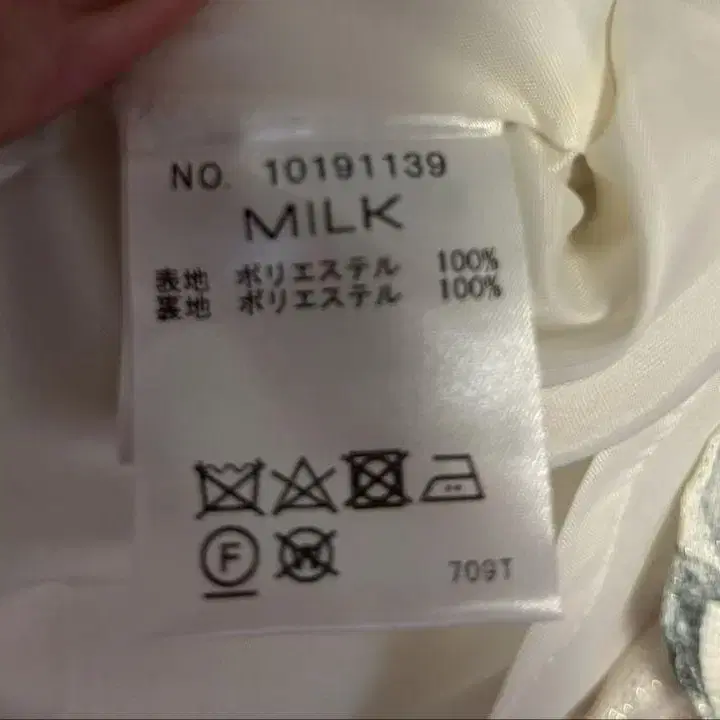 NO. 10191139
MILK
表地 ポリエステル 100%
裏地 ポリエステル 100%
F W
709T